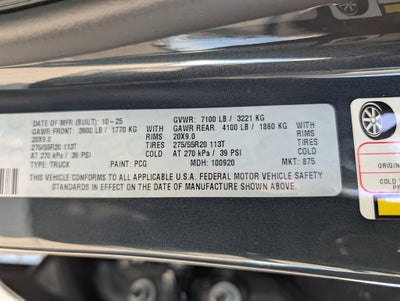 DATE OF MFR (BUILT): 10-25 GVWR: 7100 LB / 3221 KG
GAWR FRONT: 3900 LB / 1770 KG WITH GAWR REAR: 4100 LB / 1860 KG WITH
20X9.0 RIMS 20X9.0 RIMS
275/55R20 113T TIRES 275/55R20 113T TIRES
AT 270 kPa / 39 PSI COLD AT 270 kPa / 39 PSI COLD
TYPE: TRUCK PAINT: PCG MDH: 100920 MKT: 875
THIS VEHICLE CONFORMS TO ALL APPLICABLE U.S.A. FEDERAL MOTOR VEHICLE SAFETY
STANDARDS IN EFFECT ON THE DATE OF MANUFACTURE SHOWN ABOVE.
COLD